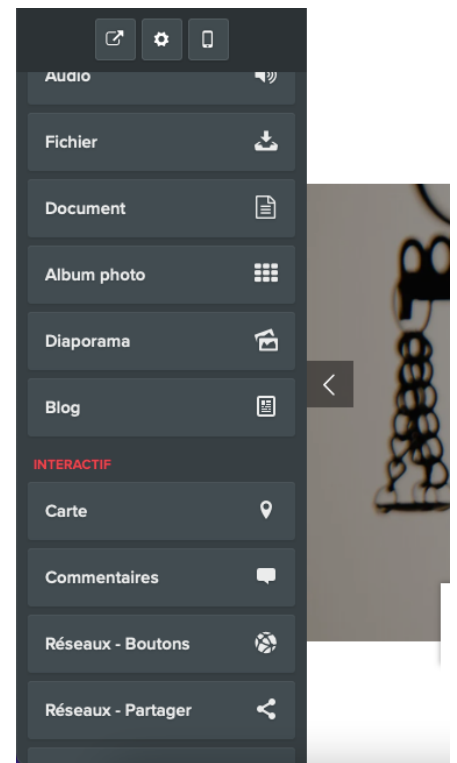 Audio
Fichier
Document
Album photo
Diaporama
Blog
INTERACTIF
Carte
Commentaires
Réseaux - Boutons
Réseaux - Partager